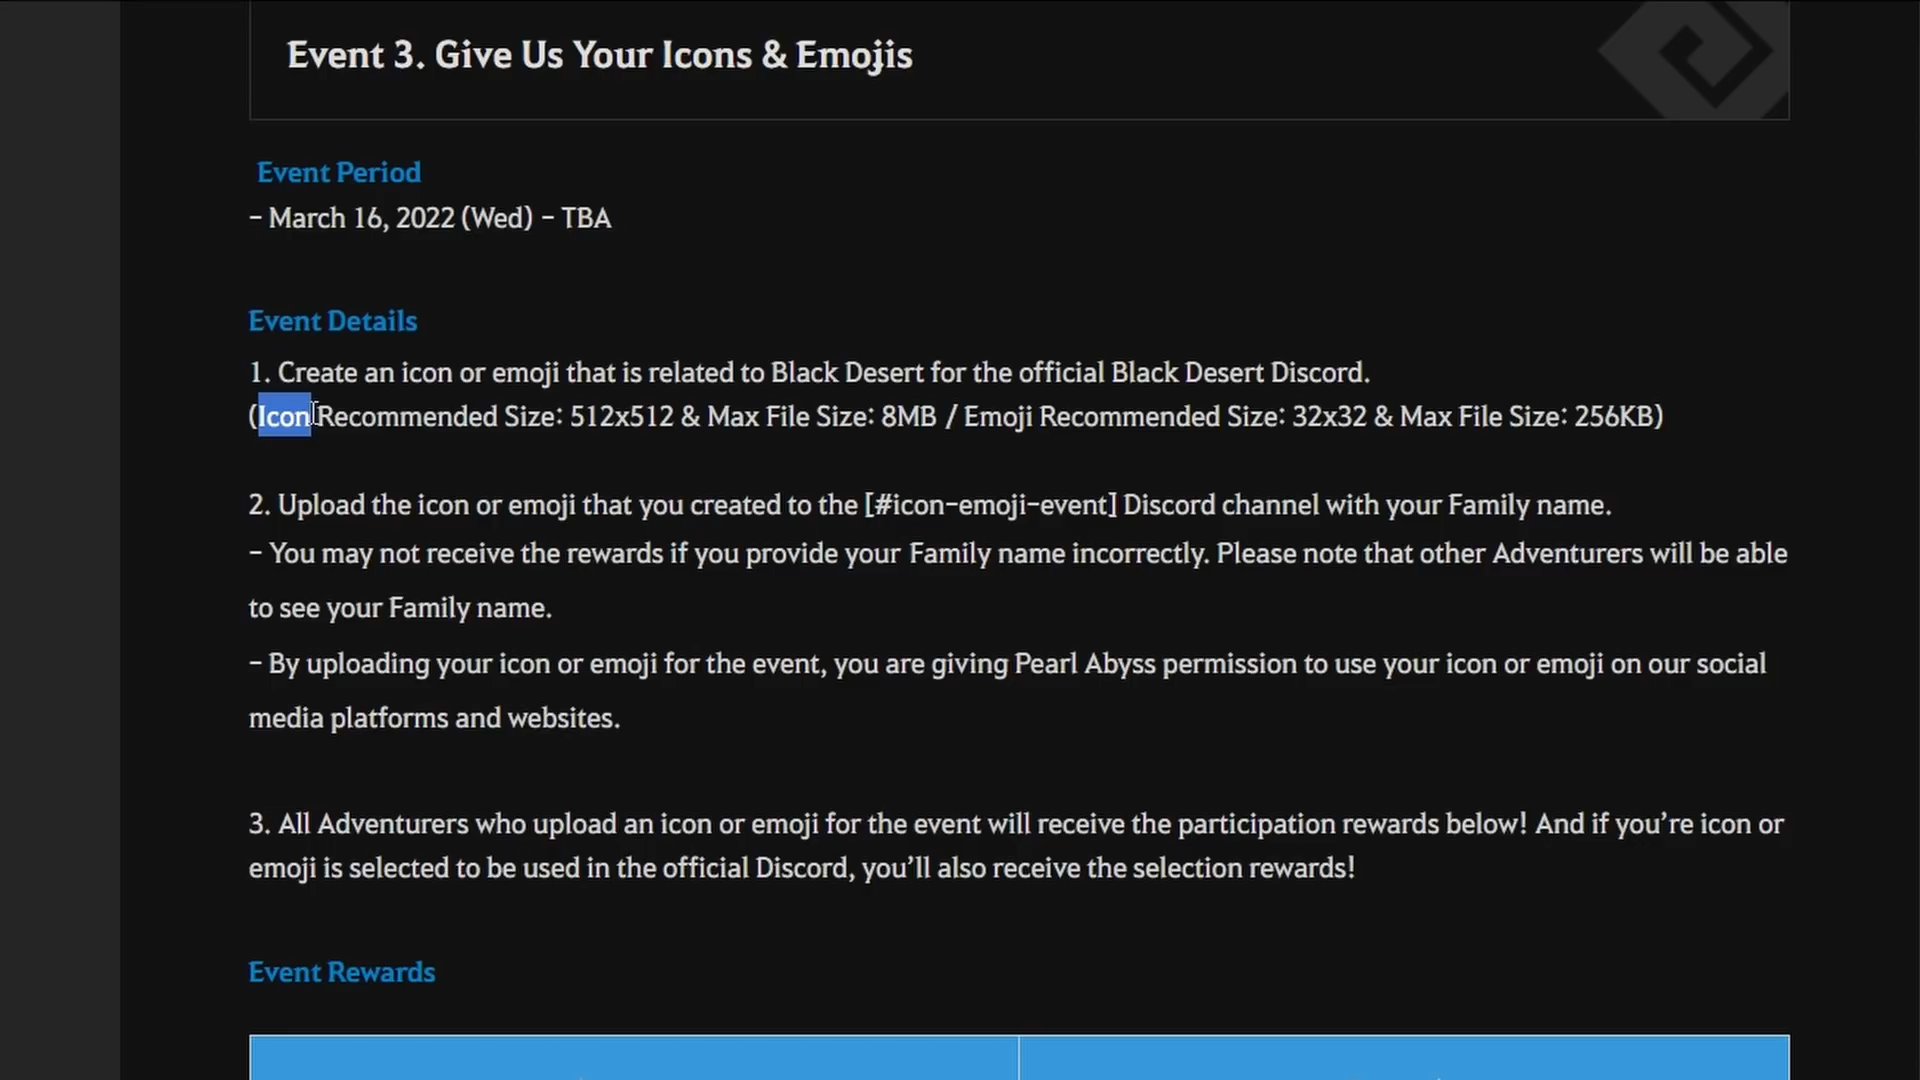 Event 3. Give Us Your Icons & Emojis
Event Period
– March 16, 2022 (Wed) – TBA
Event Details
1. Create an icon or emoji that is related to Black Desert for the official Black Desert Discord.
(Icon Recommended Size: 512x512 & Max File Size: 8MB / Emoji Recommended Size: 32x32 & Max File Size: 256KB)
2. Upload the icon or emoji that you created to the [#icon-emoji-event] Discord channel with your Family name.
– You may not receive the rewards if you provide your Family name incorrectly. Please note that other Adventurers will be able
to see your Family name.
– By uploading your icon or emoji for the event, you are giving Pearl Abyss permission to use your icon or emoji on our social
media platforms and websites.
3. All Adventurers who upload an icon or emoji for the event will receive the participation rewards below! And if you’re icon or
emoji is selected to be used in the official Discord, you’ll also receive the selection rewards!
Event Rewards